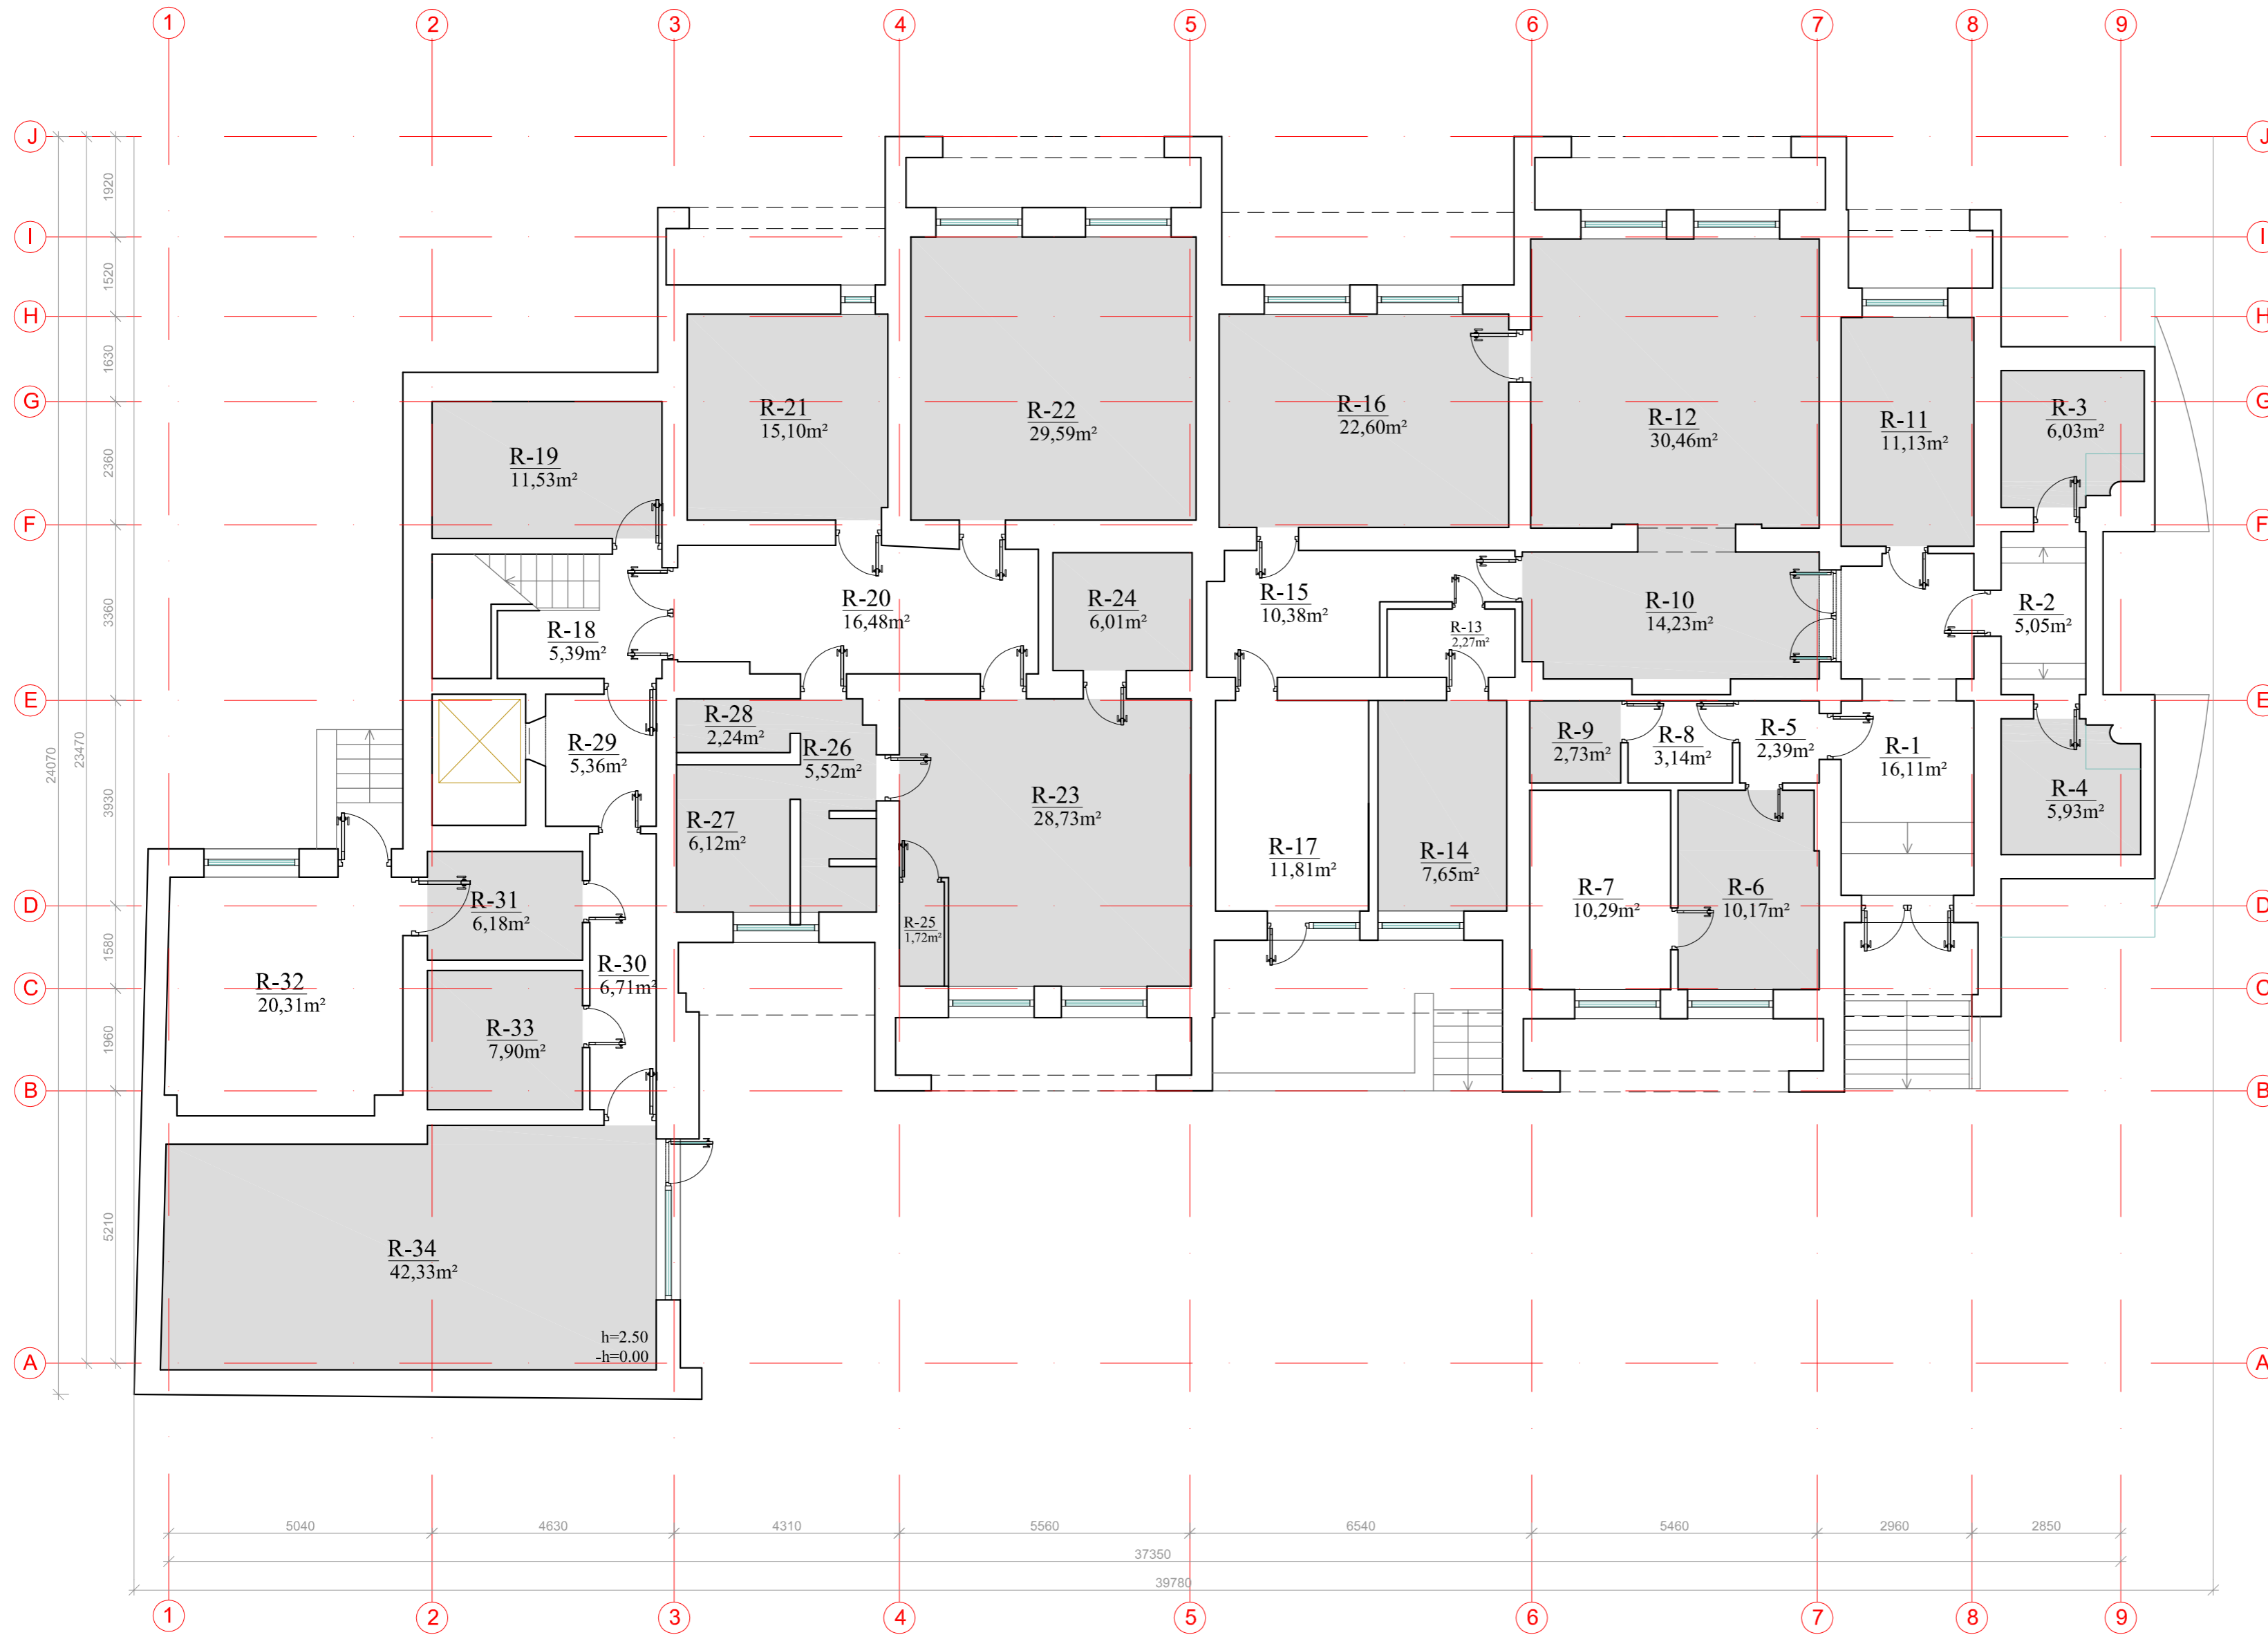 1 2 3 4 5 6 7 8 9
J J
1920
I I
1520
H H
1630
G G
2360
F F
3360
E E
3930
D D
1580
C C
1960
B B
5210
A A
24070
23470
R-21
15,10m²
R-22
29,59m²
R-16
22,60m²
R-12
30,46m²
R-11
11,13m²
R-3
6,03m²
R-19
11,53m²
R-18
5,39m²
R-20
16,48m²
R-24
6,01m²
R-15
10,38m²
R-13
2,27m²
R-10
14,23m²
R-2
5,05m²
R-28
2,24m²
R-26
5,52m²
R-29
5,36m²
R-27
6,12m²
R-23
28,73m²
R-25
1,72m²
R-17
11,81m²
R-14
7,65m²
R-9
2,73m²
R-8
3,14m²
R-5
2,39m²
R-1
16,11m²
R-4
5,93m²
R-7
10,29m²
R-6
10,17m²
R-31
6,18m²
R-30
6,71m²
R-32
20,31m²
R-33
7,90m²
R-34
42,33m²
h=2.50
-h=0.00
5040 4630 4310 5560 6540 5460 2960 2850
37350
39780
1 2 3 4 5 6 7 8 9